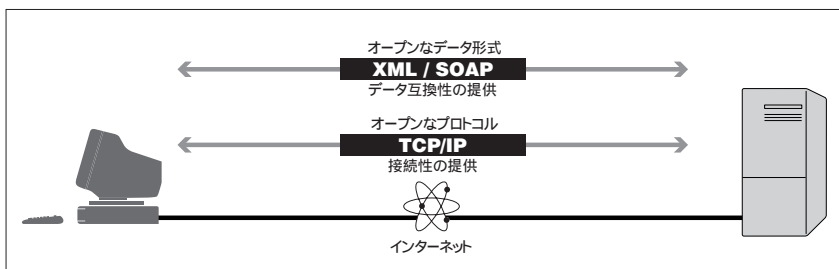 オープンなデータ形式
XML / SOAP
データ互換性の提供
オープンなプロトコル
TCP/IP
接続性の提供
インターネット